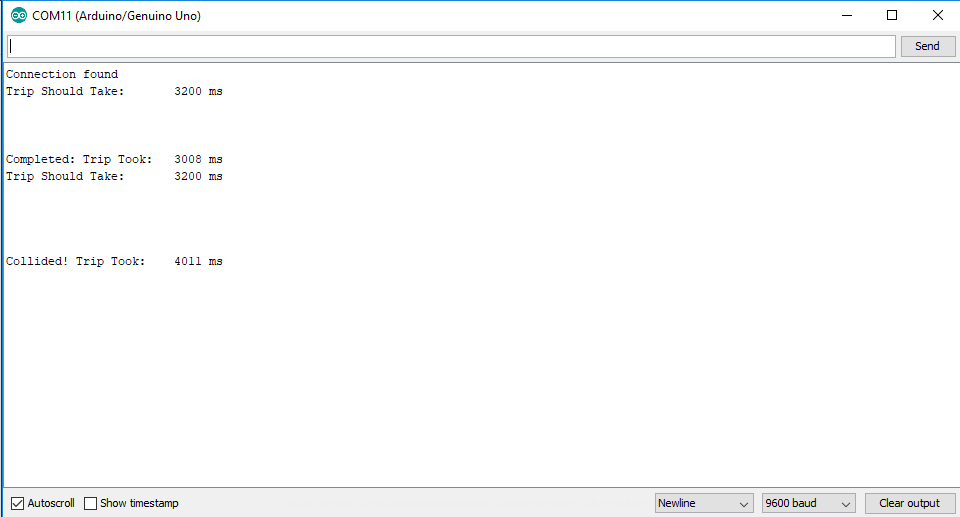 COM11 (Arduino/Genuino Uno)
Send
Connection found
Trip Should Take: 3200 ms
Completed: Trip Took: 3008 ms
Trip Should Take: 3200 ms
Collided! Trip Took: 4011 ms
Autoscroll Show timestamp Newline 9600 baud Clear output